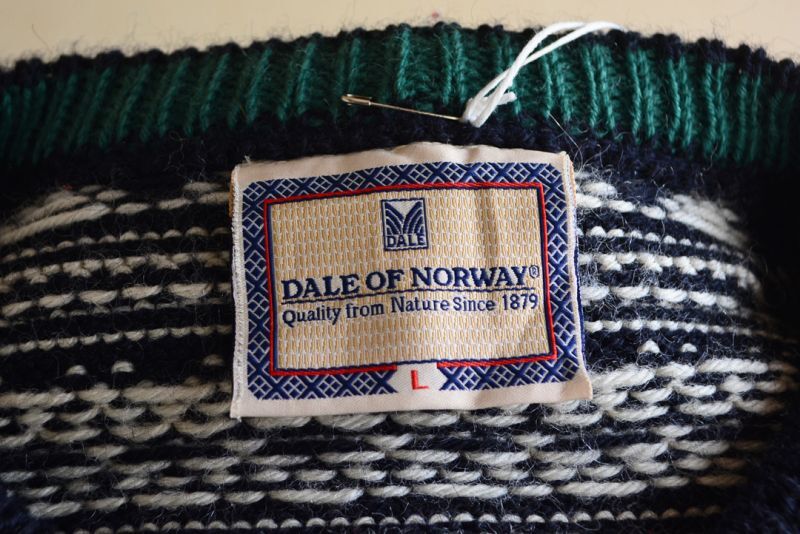 DALE
DALE OF NORWAY®
Quality from Nature Since 1879
L